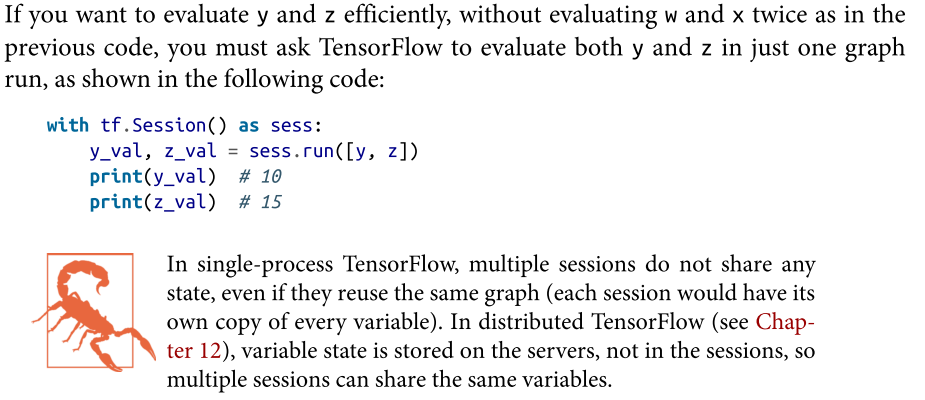 If you want to evaluate y and z efficiently, without evaluating w and x twice as in the
previous code, you must ask TensorFlow to evaluate both y and z in just one graph
run, as shown in the following code:
with tf.Session() as sess:
    y_val, z_val = sess.run([y, z])
    print(y_val)  # 10
    print(z_val)  # 15
In single-process TensorFlow, multiple sessions do not share any
state, even if they reuse the same graph (each session would have its
own copy of every variable). In distributed TensorFlow (see Chap-
ter 12), variable state is stored on the servers, not in the sessions, so
multiple sessions can share the same variables.